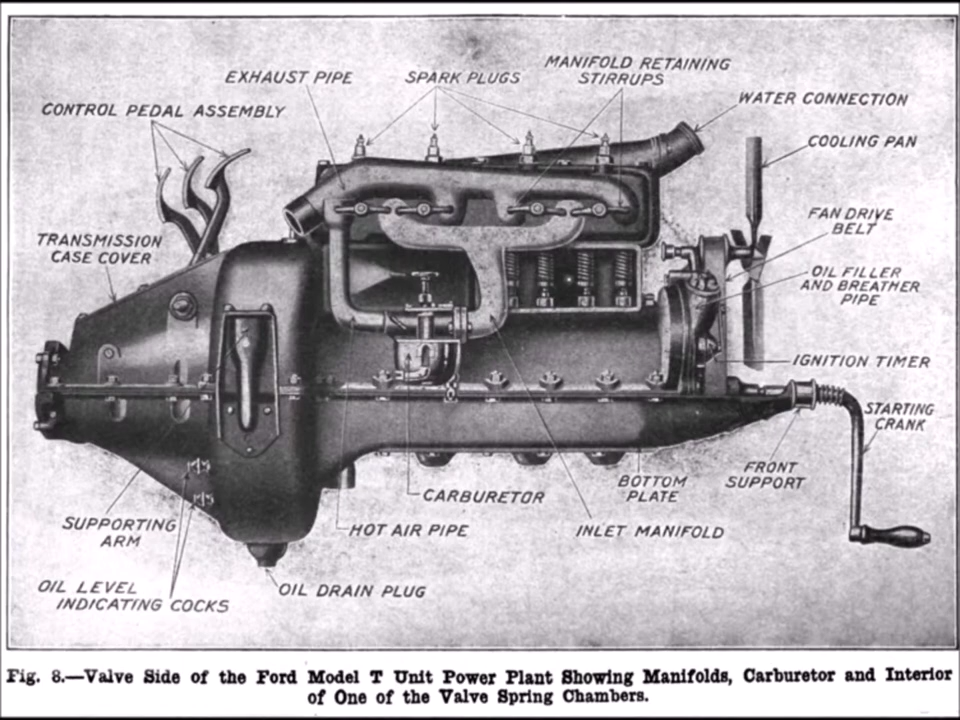 EXHAUST PIPE
SPARK PLUGS
MANIFOLD RETAINING
STIRRUPS
WATER CONNECTION
CONTROL PEDAL ASSEMBLY
COOLING PAN
FAN DRIVE
BELT
TRANSMISSION
CASE COVER
OIL FILLER
AND BREATHER
PIPE
IGNITION TIMER
STARTING
CRANK
FRONT
SUPPORT
BOTTOM
PLATE
CARBURETOR
INLET MANIFOLD
HOT AIR PIPE
SUPPORTING
ARM
OIL LEVEL
INDICATING COCKS
OIL DRAIN PLUG
Fig. 8.—Valve Side of the Ford Model T Unit Power Plant Showing Manifolds, Carburetor and Interior
of One of the Valve Spring Chambers.